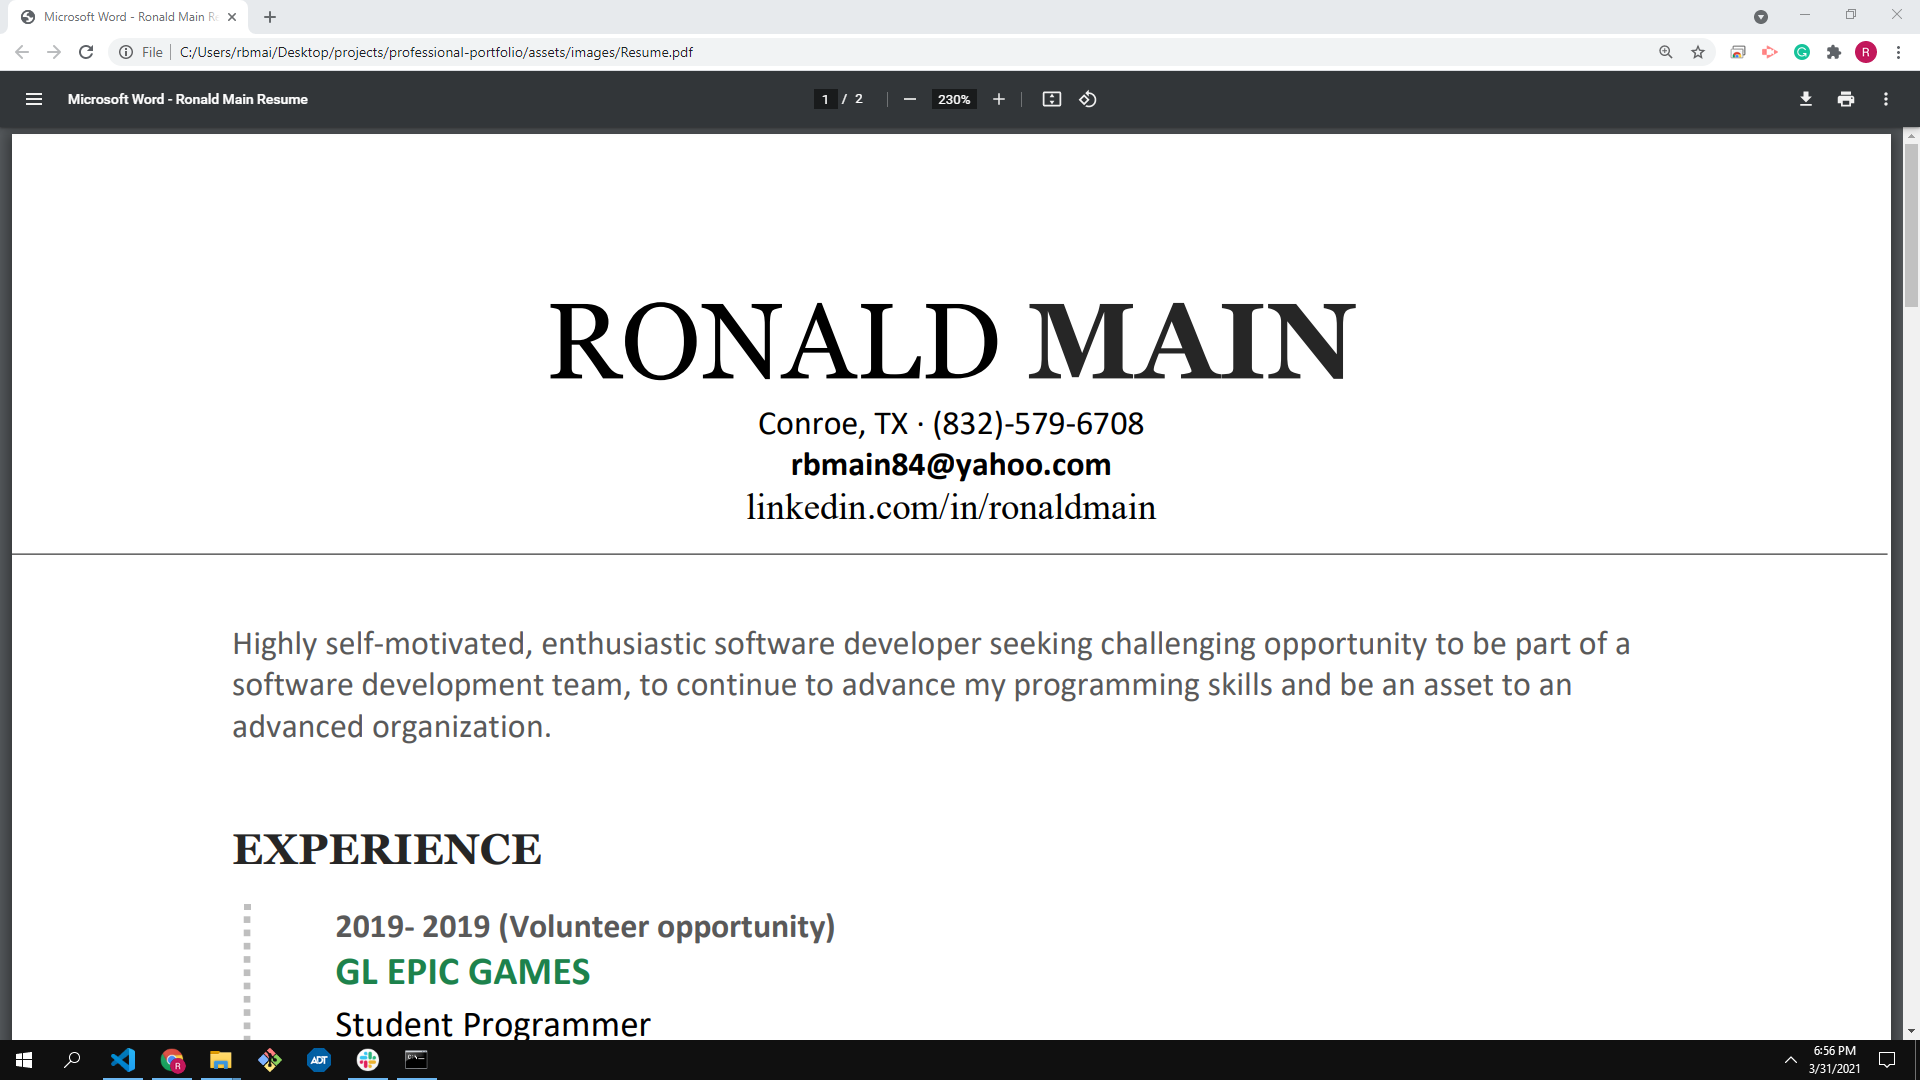 Microsoft Word - Ronald Main Re
File
C:/Users/rbmai/Desktop/projects/professional-portfolio/assets/images/Resume.pdf
R
Microsoft Word - Ronald Main Resume
1 / 2
230%
RONALD MAIN
Conroe, TX · (832)-579-6708
rbmain84@yahoo.com
linkedin.com/in/ronaldmain
Highly self-motivated, enthusiastic software developer seeking challenging opportunity to be part of a
software development team, to continue to advance my programming skills and be an asset to an
advanced organization.
EXPERIENCE
2019- 2019 (Volunteer opportunity)
GL EPIC GAMES
Student Programmer
R
ADT
6:56 PM
3/31/2021